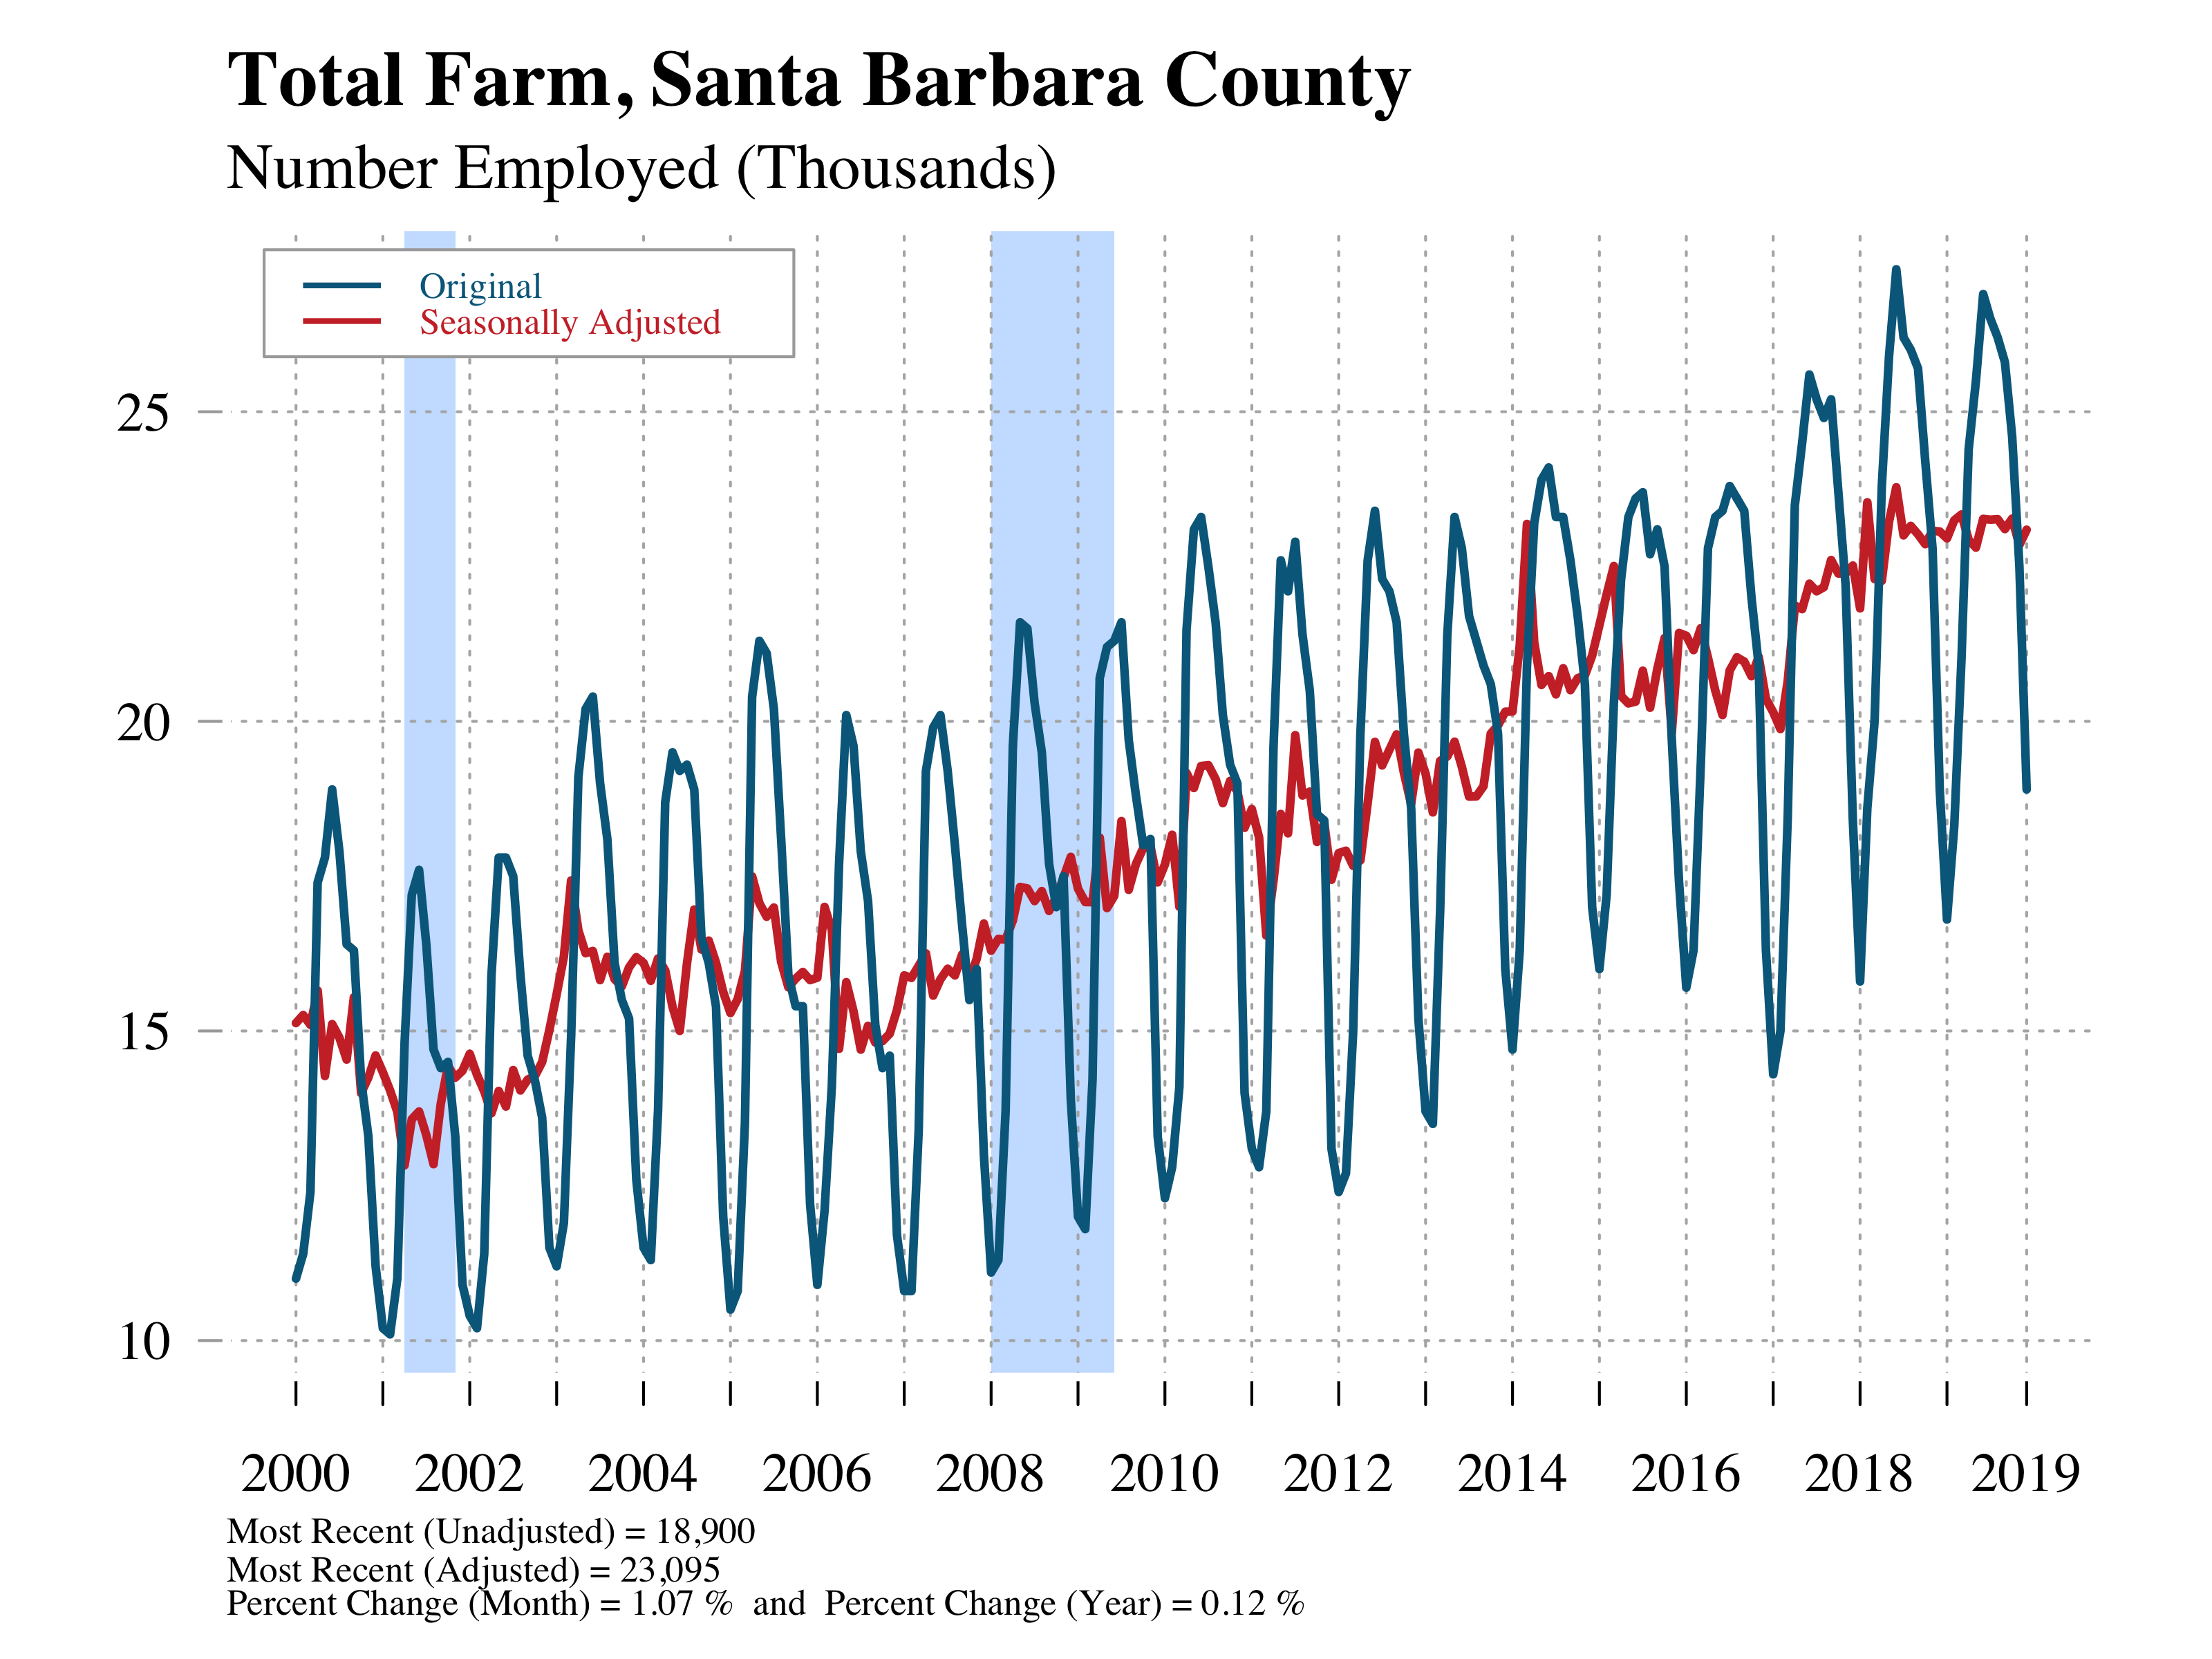 Total Farm, Santa Barbara County
Number Employed (Thousands)
Original
Seasonally Adjusted
25
20
15
10
2000 2002 2004 2006 2008 2010 2012 2014 2016 2018 2019
Most Recent (Unadjusted) = 18,900
Most Recent (Adjusted) = 23,095
Percent Change (Month) = 1.07 % and Percent Change (Year) = 0.12 %